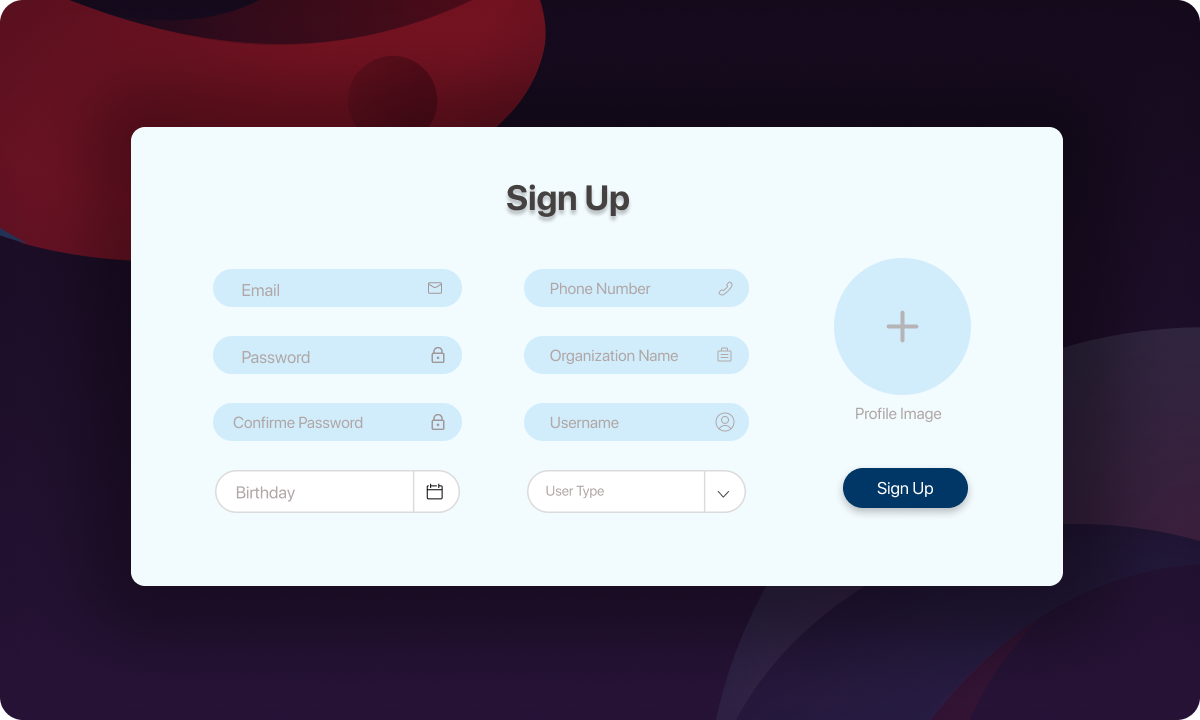 Sign Up
Email
Phone Number
Password
Organization Name
Confirme Password
Username
Profile Image
Birthday
User Type
Sign Up